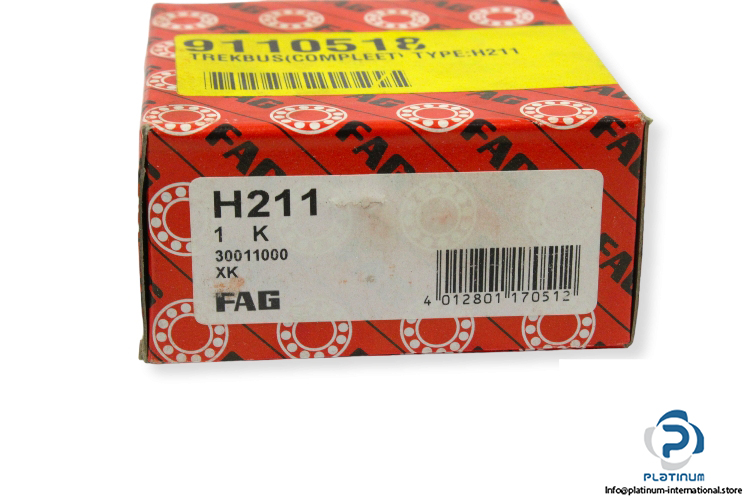 9110518
TREKBUS(COMPLEET) TYPE:H211
FAG
FAG
FAG
H211
1 K
30011000
XK
FAG
4 012801 170512
PLATINUM
Info@platinum-international.store